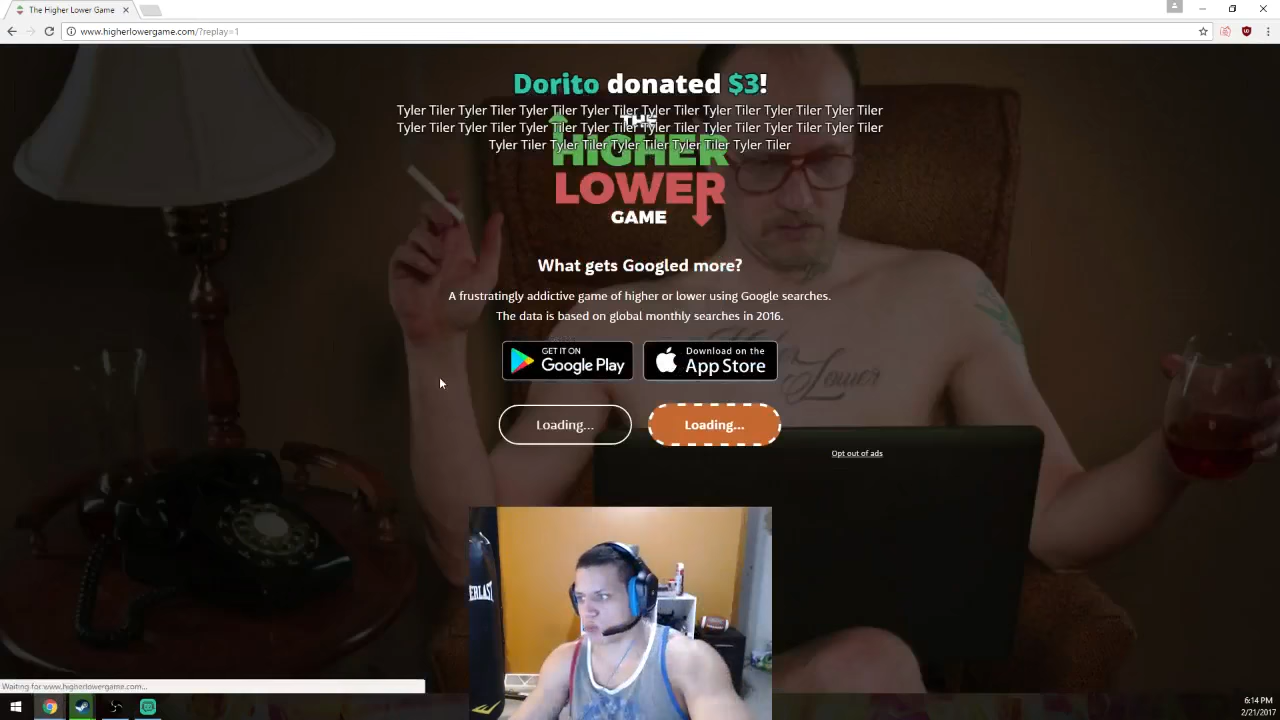 The Higher Lower Game
www.higherlowergame.com/?replay=1
Dorito donated $3!
Tyler Tiler Tyler Tiler Tyler Tiler Tyler Tiler Tyler Tiler Tyler Tiler Tyler Tiler Tyler Tiler
Tyler Tiler Tyler Tiler Tyler Tiler Tyler Tiler Tyler Tiler Tyler Tiler Tyler Tiler Tyler Tiler
Tyler Tiler Tyler Tiler Tyler Tiler Tyler Tiler Tyler Tiler
THE
HIGHER
LOWER
GAME
What gets Googled more?
A frustratingly addictive game of higher or lower using Google searches.
The data is based on global monthly searches in 2016.
GET IT ON
Google Play
Download on the
App Store
Higher
Lower
Loading...
Loading...
Opt out of ads
EVERLAST
Waiting for www.higherlowergame.com...
6:14 PM
2/21/2017